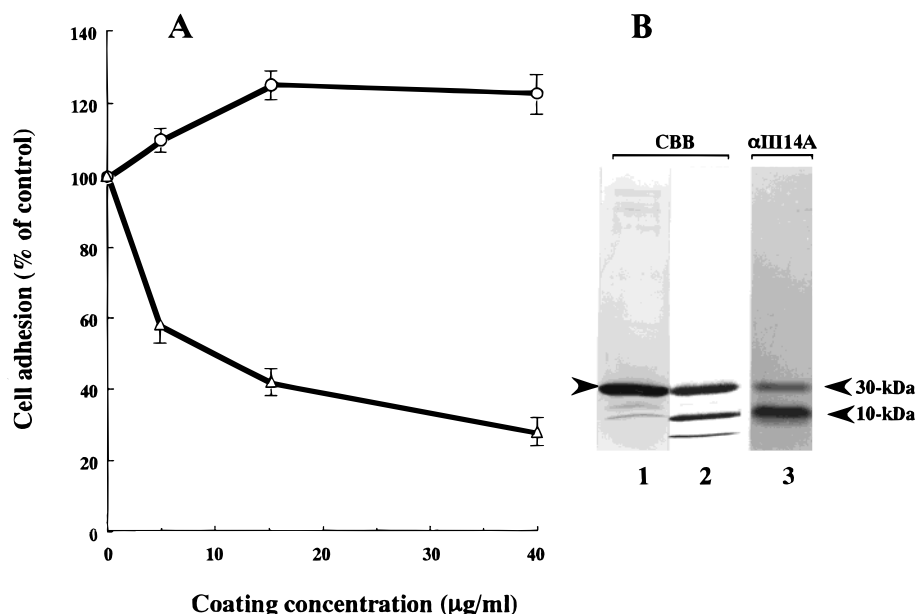 A
B
140
120
100
80
60
40
20
0
Cell adhesion (% of control)
0 10 20 30 40
Coating concentration (μg/ml)
CBB αIII14A
30-kDa
10-kDa
1 2 3